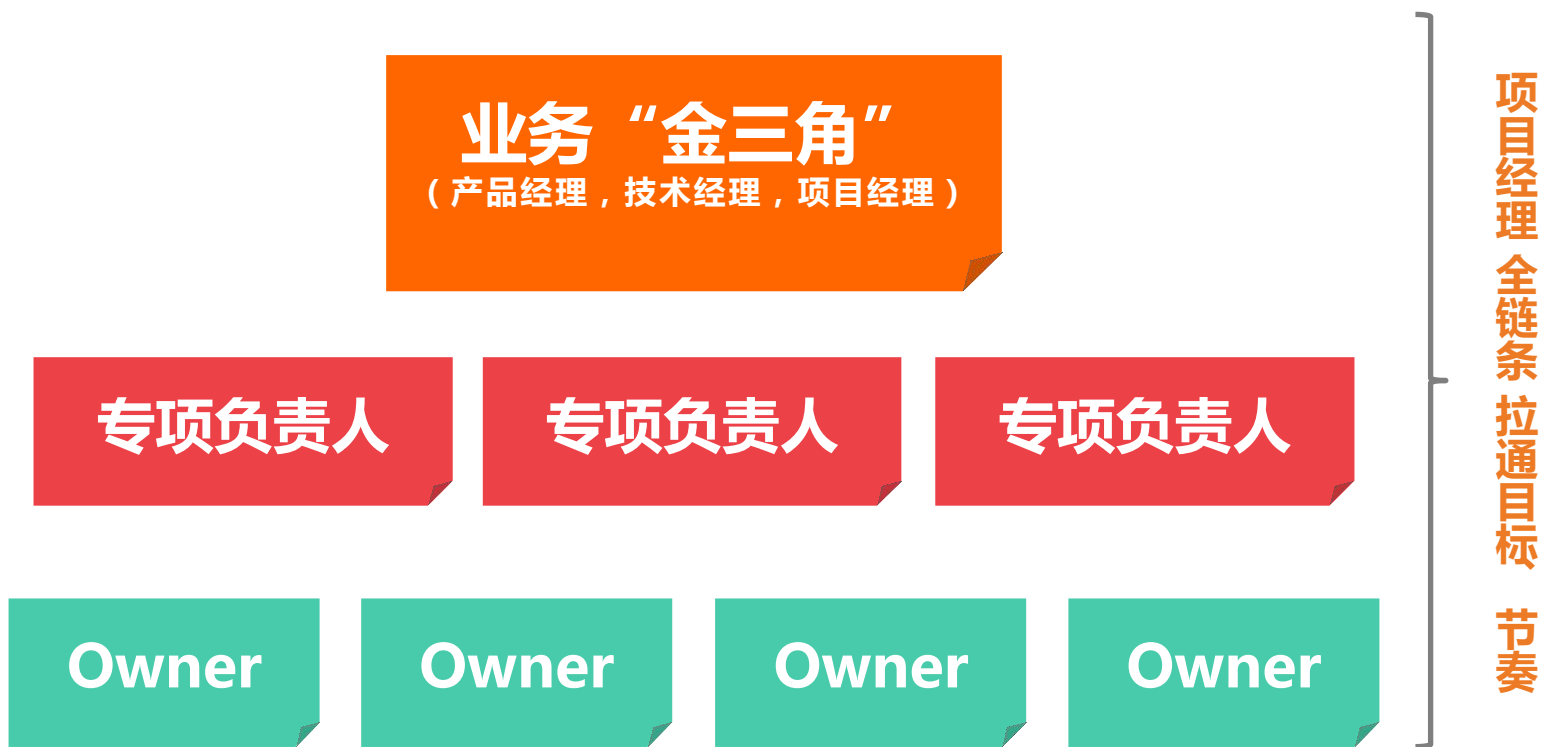 业务“金三角”
（产品经理，技术经理，项目经理）
专项负责人
专项负责人
专项负责人
Owner
Owner
Owner
Owner
项目经理 全链条 拉通目标、 节奏